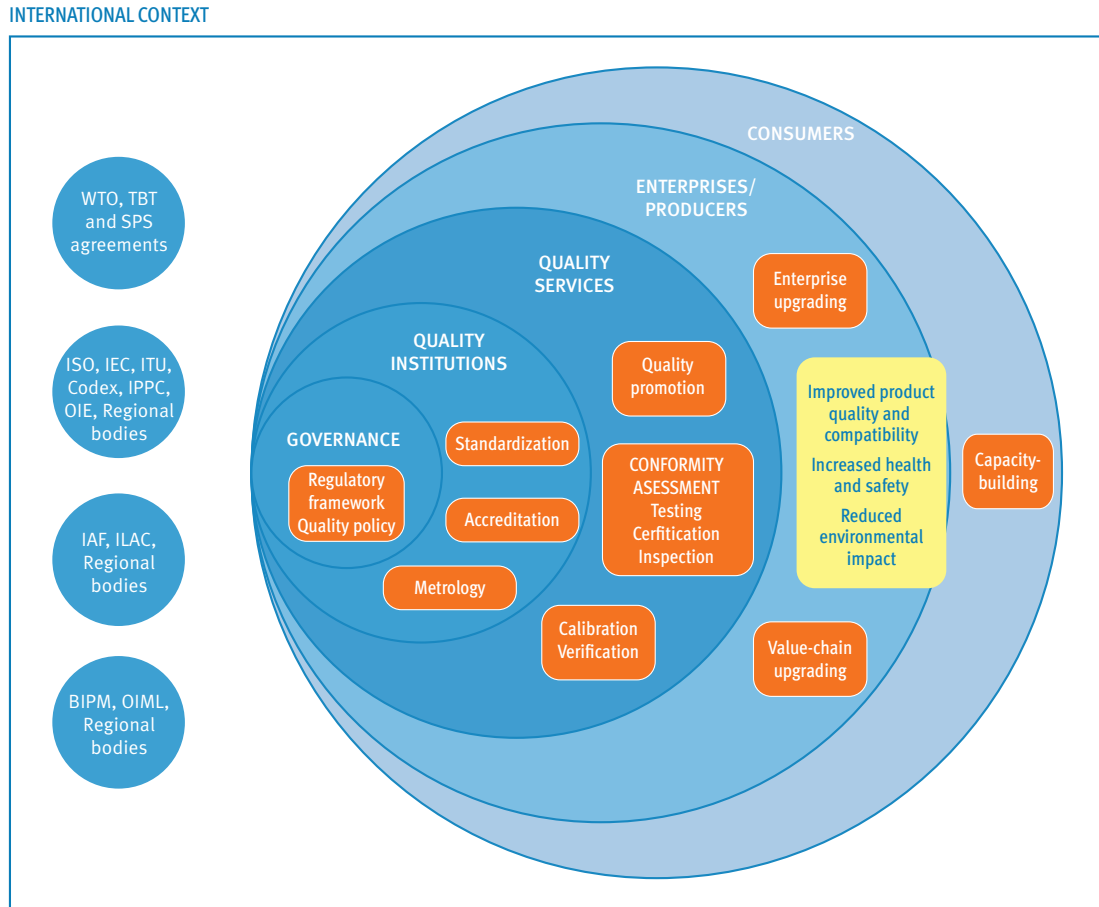 INTERNATIONAL CONTEXT
WTO, TBT
and SPS
agreements
ISO, IEC, ITU,
Codex, IPPC,
OIE, Regional
bodies
IAF, ILAC,
Regional
bodies
BIPM, OIML,
Regional
bodies
CONSUMERS
ENTERPRISES/
PRODUCERS
QUALITY
SERVICES
QUALITY
INSTITUTIONS
GOVERNANCE
Regulatory
framework
Quality policy
Standardization
Accreditation
Metrology
Quality
promotion
CONFORMITY
ASESSMENT
Testing
Cerfitication
Inspection
Calibration
Verification
Enterprise
upgrading
Improved product
quality and
compatibility
Increased health
and safety
Reduced
environmental
impact
Value-chain
upgrading
Capacity-
building